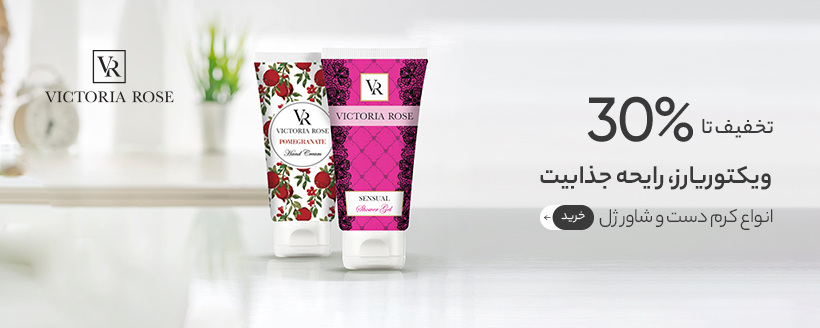 VR
VICTORIA ROSE
VR
VICTORIA ROSE
POMEGRANATE
Hand Cream
VR
VICTORIA ROSE
SENSUAL
Shower Gel
تخفیف تا 30%
ویکتوریارز، رایحه جذابیت
انواع کرم دست و شاور ژل خرید